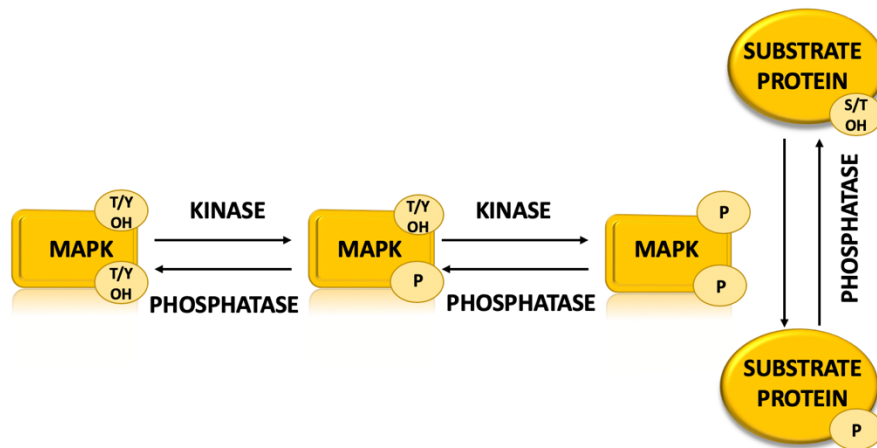 SUBSTRATE
PROTEIN
S/T
OH
T/Y
OH
MAPK
T/Y
OH
KINASE
PHOSPHATASE
T/Y
OH
MAPK
P
KINASE
PHOSPHATASE
P
MAPK
P
PHOSPHATASE
SUBSTRATE
PROTEIN
P